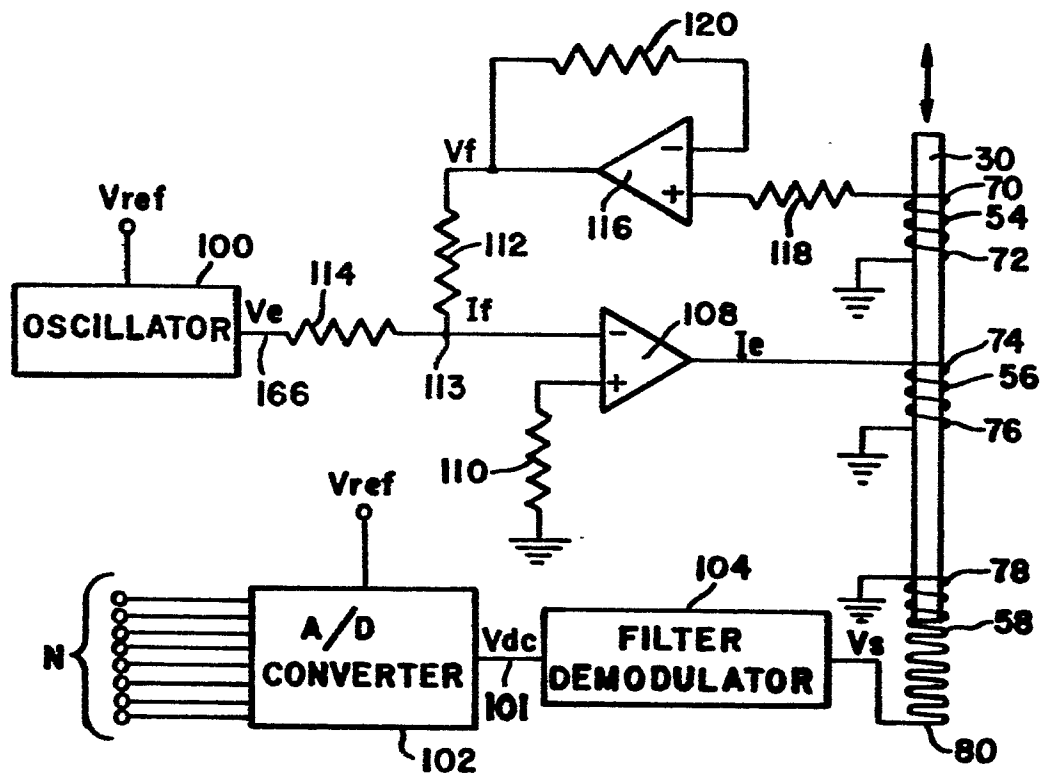 120
Vf
30
70
Vref
116
118
54
72
100
112
114
OSCILLATOR
Ve
If
108
Ie
74
166
113
56
76
110
Vref
78
104
58
N
A/D
CONVERTER
Vdc
101
FILTER
DEMODULATOR
Vs
102
80
− + − +